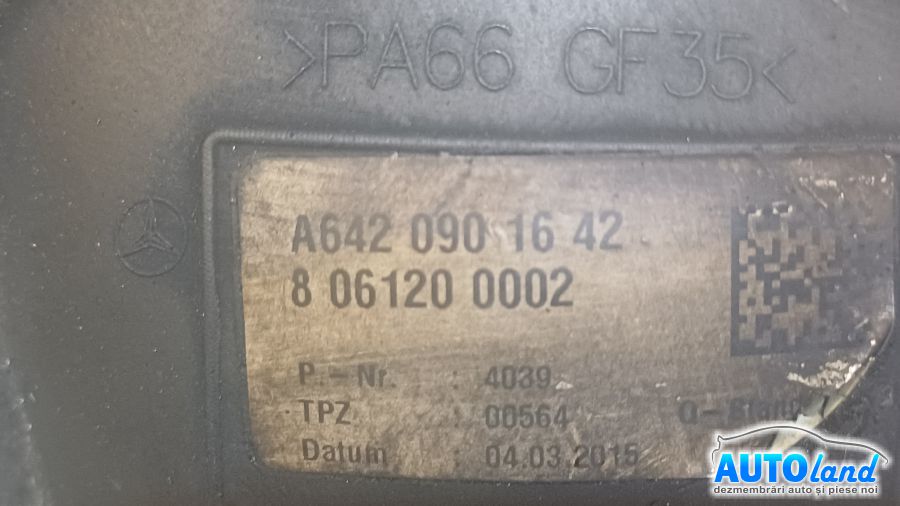 >PA66 GF35<
A642 090 16 42
8 06120 0002
P.-Nr. : 4039
TPZ : 00564
Datum : 04.03.2015
AUTOland
dezmembrări auto și piese noi